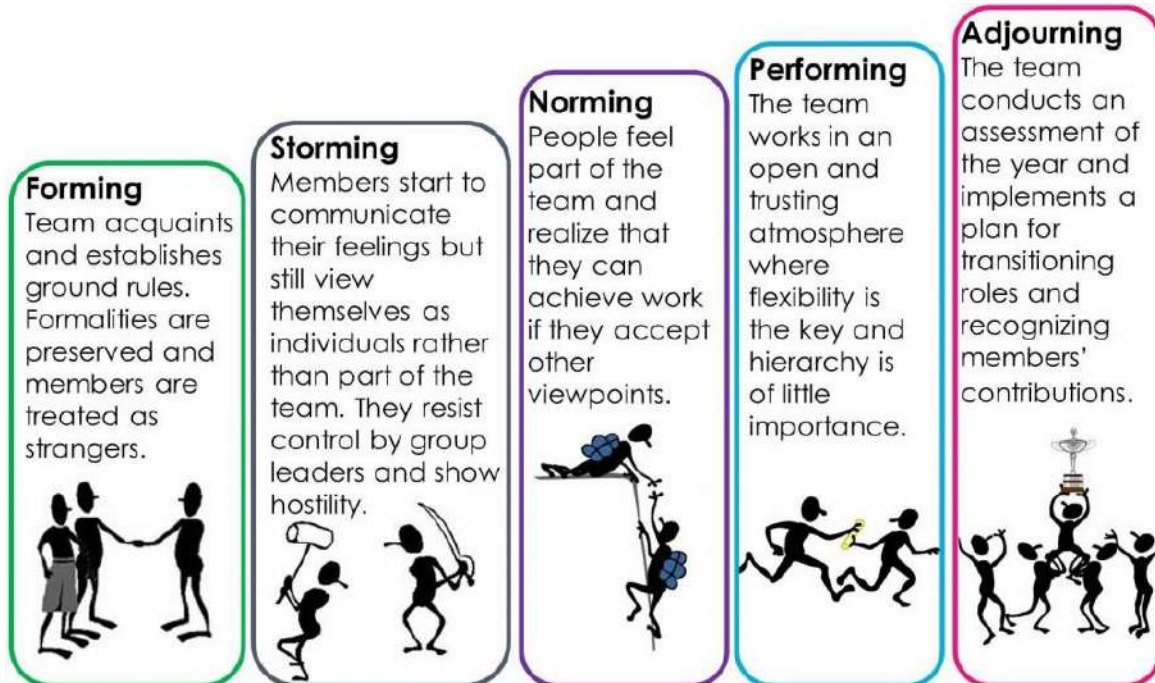 Forming
Team acquaints
and establishes
ground rules.
Formalities are
preserved and
members are
treated as
strangers.
Storming
Members start to
communicate
their feelings but
still view
themselves as
individuals rather
than part of the
team. They resist
control by group
leaders and show
hostility.
Norming
People feel
part of the
team and
realize that
they can
achieve work
if they accept
other
viewpoints.
Performing
The team
works in an
open and
trusting
atmosphere
where
flexibility is
the key and
hierarchy is
of little
importance.
Adjourning
The team
conducts an
assessment of
the year and
implements a
plan for
transitioning
roles and
recognizing
members'
contributions.